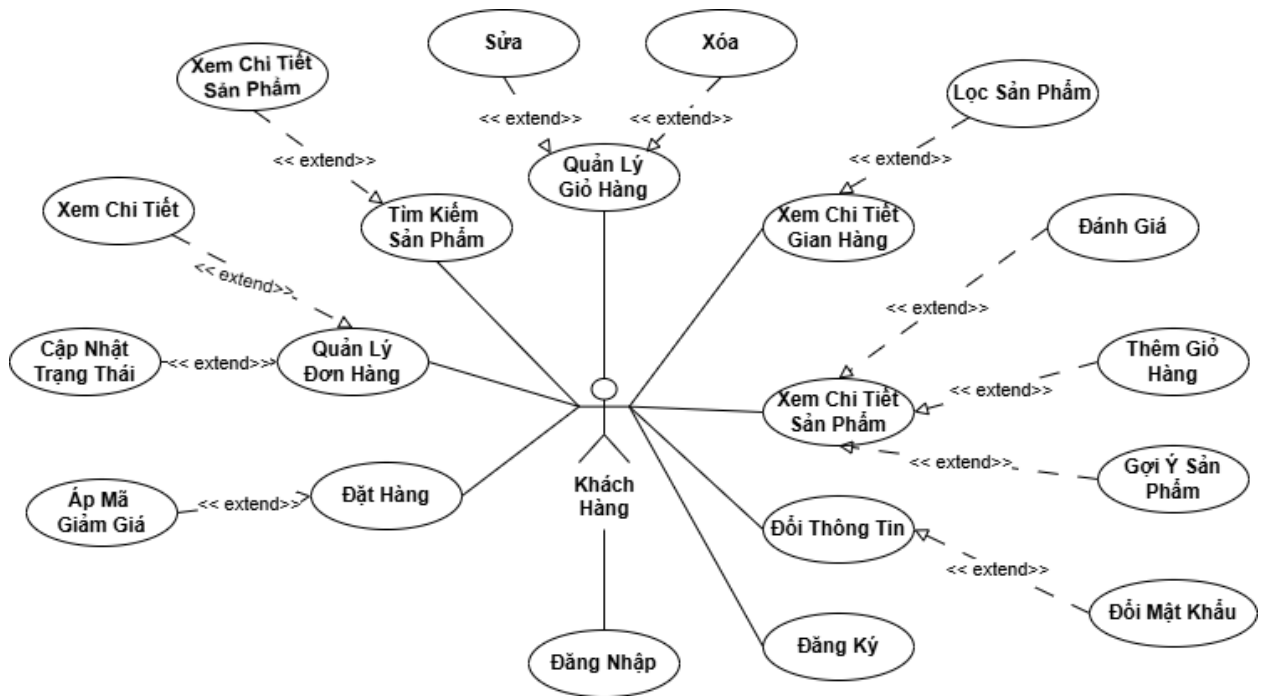 Sửa
Xóa
Xem Chi Tiết
Sản Phẩm
Lọc Sản Phẩm
<< extend>>
<< extend>>
<< extend>>
<< extend>>
Quản Lý
Giỏ Hàng
Xem Chi Tiết
Tìm Kiếm
Sản Phẩm
Xem Chi Tiết
Gian Hàng
Đánh Giá
<< extend>>
<< extend>>
Cập Nhật
Trạng Thái
<< extend>>
Quản Lý
Đơn Hàng
Thêm Giỏ
Hàng
<< extend>>
Xem Chi Tiết
Sản Phẩm
<< extend>>
Gợi Ý Sản
Phẩm
Áp Mã
Giảm Giá
<< extend>>
Đặt Hàng
Khách
Hàng
Đổi Thông Tin
<< extend>>
Đổi Mật Khẩu
Đăng Nhập
Đăng Ký